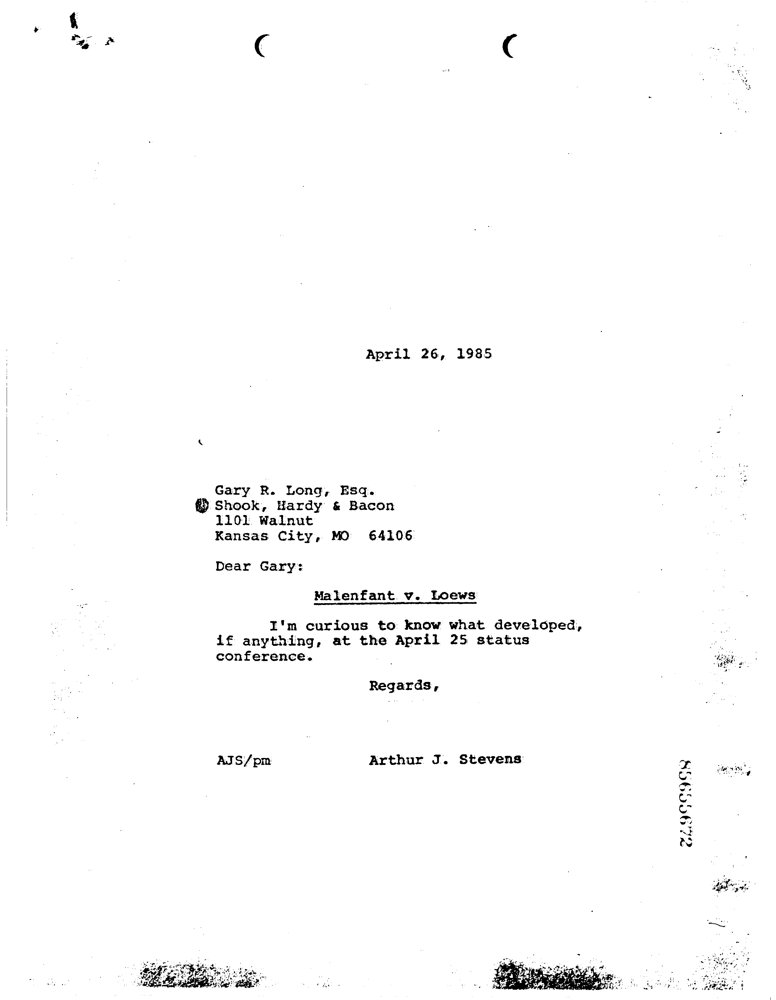 April 26, 1985
Gary R. Long, Esq.
Shook, Hardy & Bacon
1101 Walnut
Kansas City, MO 64106
Dear Gary:
Malenfant v. Loews
I'm curious to know what developed,
if anything, at the April 25 status
conference.
Regards,
AJS/pm Arthur J. Stevens
85655672